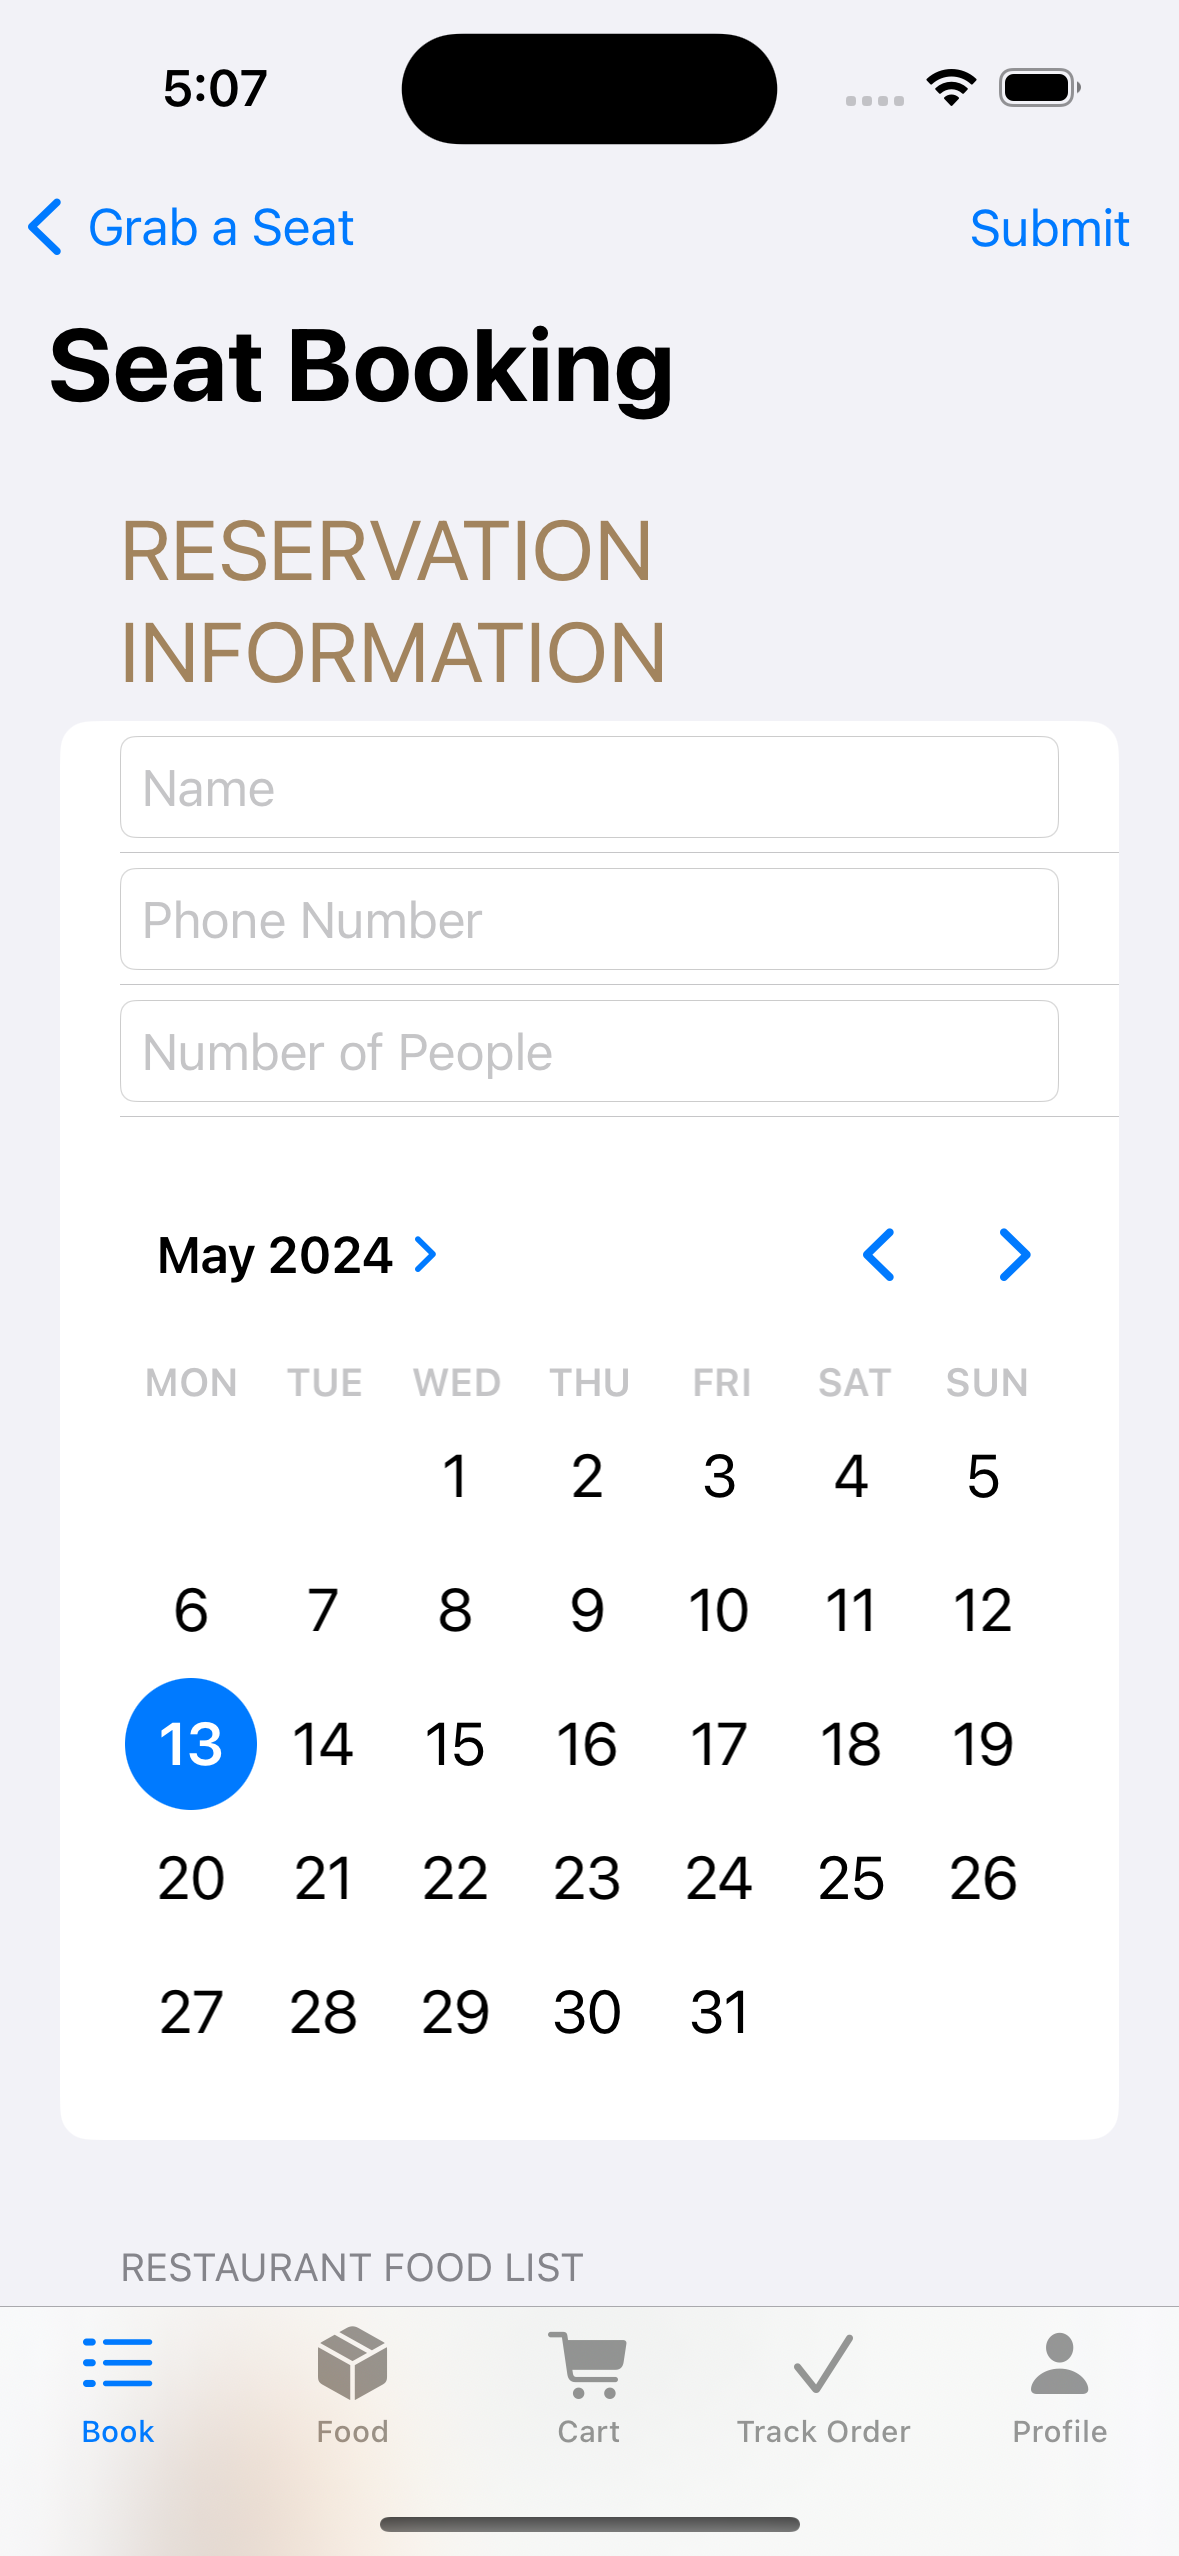 5:07
Grab a Seat
Submit
Seat Booking
RESERVATION
INFORMATION
Name
Phone Number
Number of People
May 2024
MON TUE WED THU FRI SAT SUN
1 2 3 4 5
6 7 8 9 10 11 12
13 14 15 16 17 18 19
20 21 22 23 24 25 26
27 28 29 30 31
RESTAURANT FOOD LIST
Book Food Cart Track Order Profile